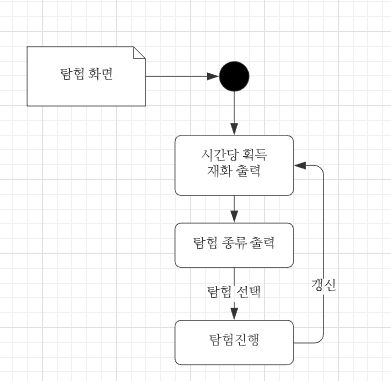 탐험 화면
시간당 획득
재화 출력
탐험 종류 출력
탐험 선택
갱신
탐험진행